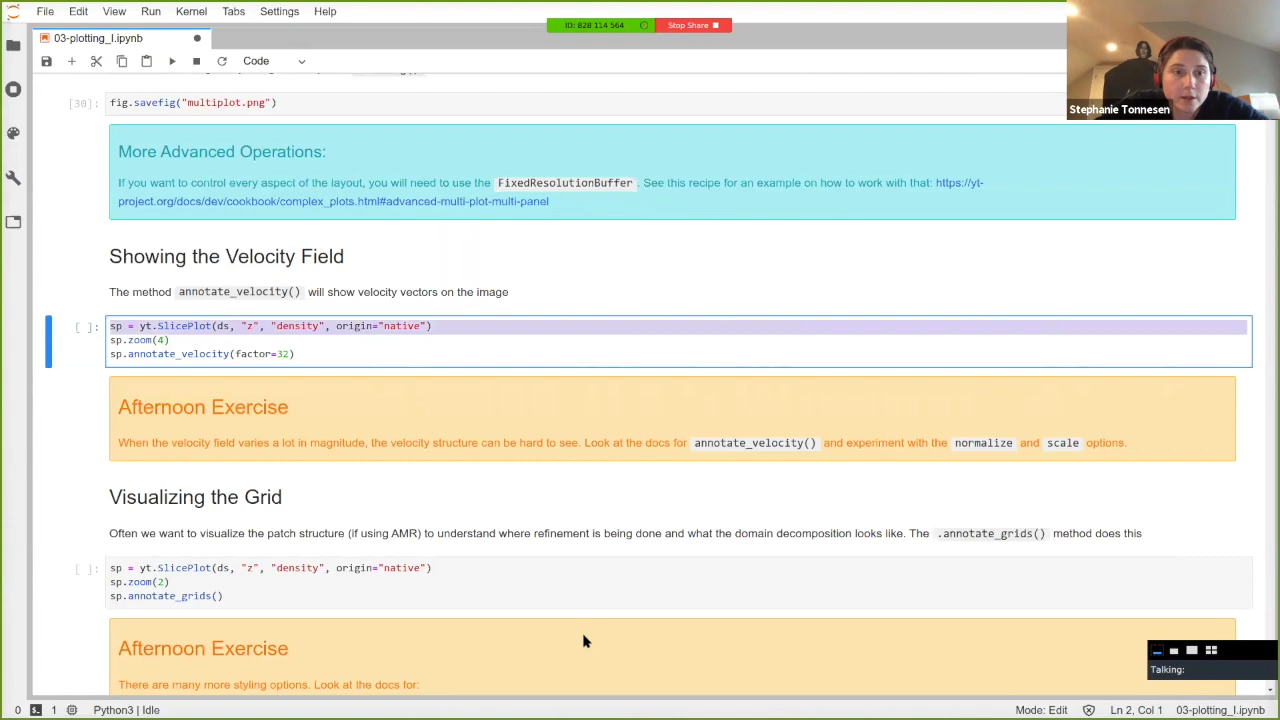 File Edit View Run Kernel Tabs Settings Help
ID: 828 114 564 Stop Share
03-plotting_I.ipynb
Code
[30]: fig.savefig("multiplot.png")
Stephanie Tonnesen
More Advanced Operations:
If you want to control every aspect of the layout, you will need to use the FixedResolutionBuffer. See this recipe for an example on how to work with that: https://yt-
project.org/docs/dev/cookbook/complex_plots.html#advanced-multi-plot-multi-panel
Showing the Velocity Field
The method annotate_velocity() will show velocity vectors on the image
[ ]: sp = yt.SlicePlot(ds, "z", "density", origin="native")
sp.zoom(4)
sp.annotate_velocity(factor=32)
Afternoon Exercise
When the velocity field varies a lot in magnitude, the velocity structure can be hard to see. Look at the docs for annotate_velocity() and experiment with the normalize and scale options.
Visualizing the Grid
Often we want to visualize the patch structure (if using AMR) to understand where refinement is being done and what the domain decomposition looks like. The .annotate_grids() method does this
[ ]: sp = yt.SlicePlot(ds, "z", "density", origin="native")
sp.zoom(2)
sp.annotate_grids()
Afternoon Exercise
There are many more styling options. Look at the docs for:
Talking:
0 1 Python3 | Idle Mode: Edit Ln 2, Col 1 03-plotting_I.ipynb